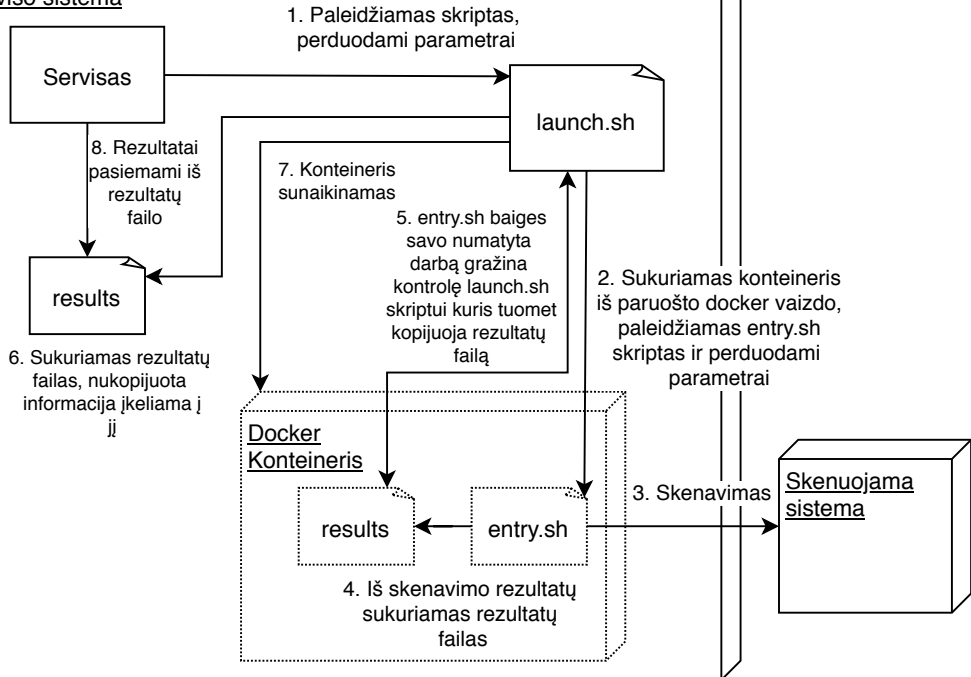 sistema
1. Paleidžiamas skriptas,
perduodami parametrai
Servisas
launch.sh
8. Rezultatai
pasiemami iš
rezultatų
failo
7. Konteineris
sunaikinamas
5. entry.sh baiges
savo numatyta
darbą gražina
kontrolę launch.sh
skriptui kuris tuomet
kopijuoja rezultatų
failą
2. Sukuriamas konteineris
iš paruošto docker vaizdo,
paleidžiamas entry.sh
skriptas ir perduodami
parametrai
results
6. Sukuriamas rezultatų
failas, nukopijuota
informacija įkeliama į
jį
Docker
Konteineris
results
entry.sh
3. Skenavimas
Skenuojama
sistema
4. Iš skenavimo rezultatų
sukuriamas rezultatų
failas